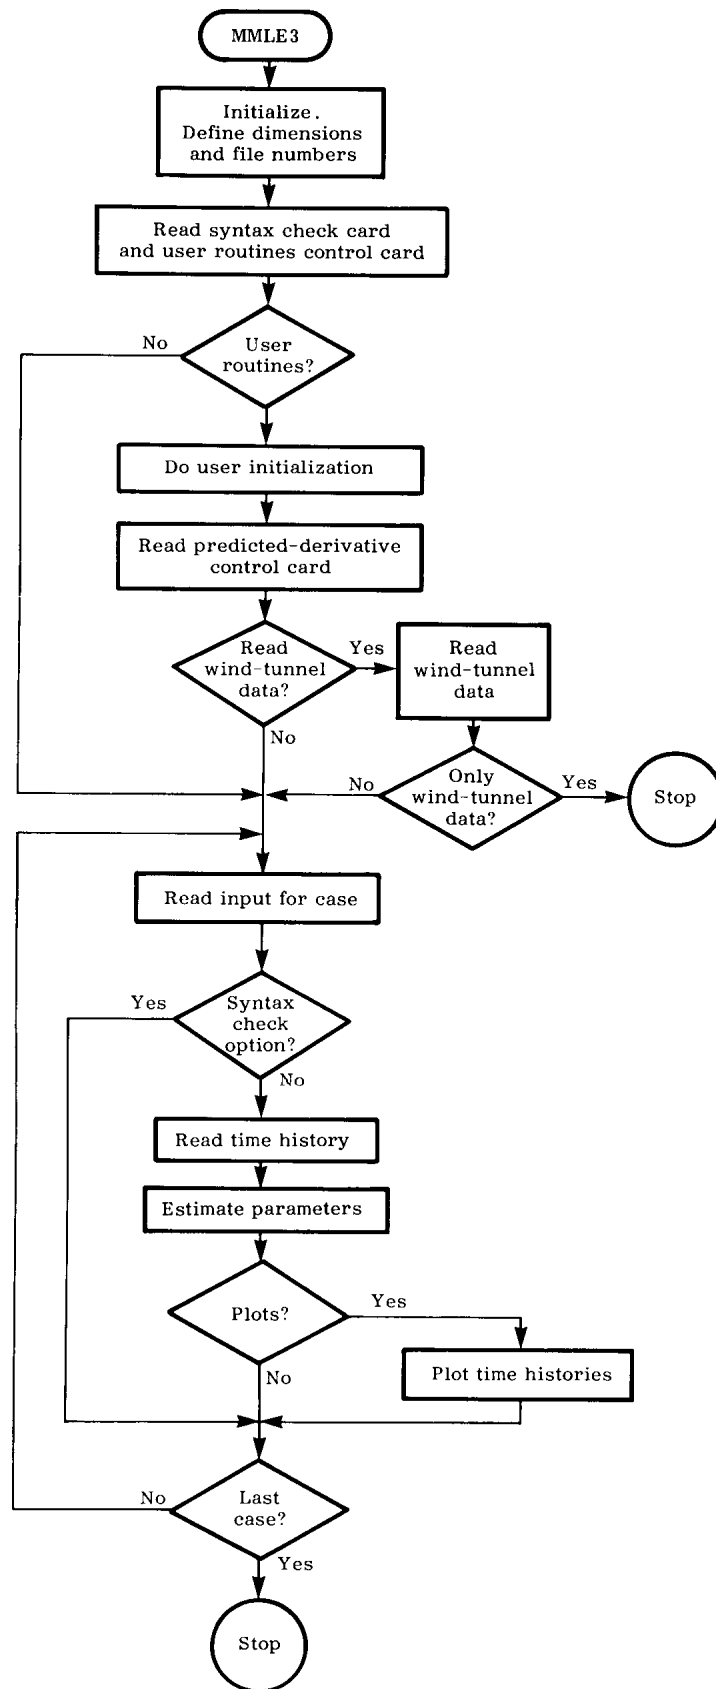 MMLE3
Initialize.
Define dimensions
and file numbers
Read syntax check card
and user routines control card
No
User
routines?
Do user initialization
Read predicted-derivative
control card
Read
wind-tunnel
data?
Yes
Read
wind-tunnel
data
No
No
Only
wind-tunnel
data?
Yes
Stop
Read input for case
Yes
Syntax
check
option?
No
Read time history
Estimate parameters
Plots?
Yes
No
Plot time histories
No
Last
case?
Yes
Stop